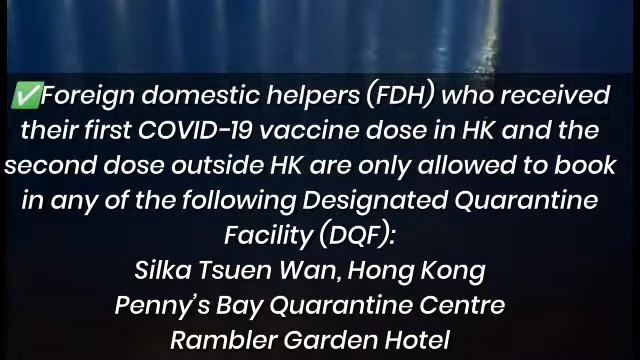 ✅Foreign domestic helpers (FDH) who received
their first COVID-19 vaccine dose in HK and the
second dose outside HK are only allowed to book
in any of the following Designated Quarantine
Facility (DQF):
Silka Tsuen Wan, Hong Kong
Penny's Bay Quarantine Centre
Rambler Garden Hotel